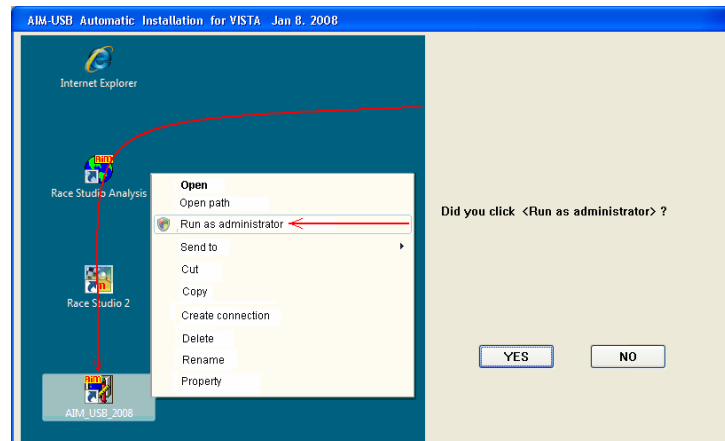 AIM-USB Automatic Installation for VISTA Jan 8. 2008
Internet Explorer
AIM
Race Studio Analysis
Race Studio 2
AIM
AIM_USB_2008
Open
Open path
Run as administrator
Send to
Cut
Copy
Create connection
Delete
Rename
Property
Did you click <Run as administrator> ?
YES
NO